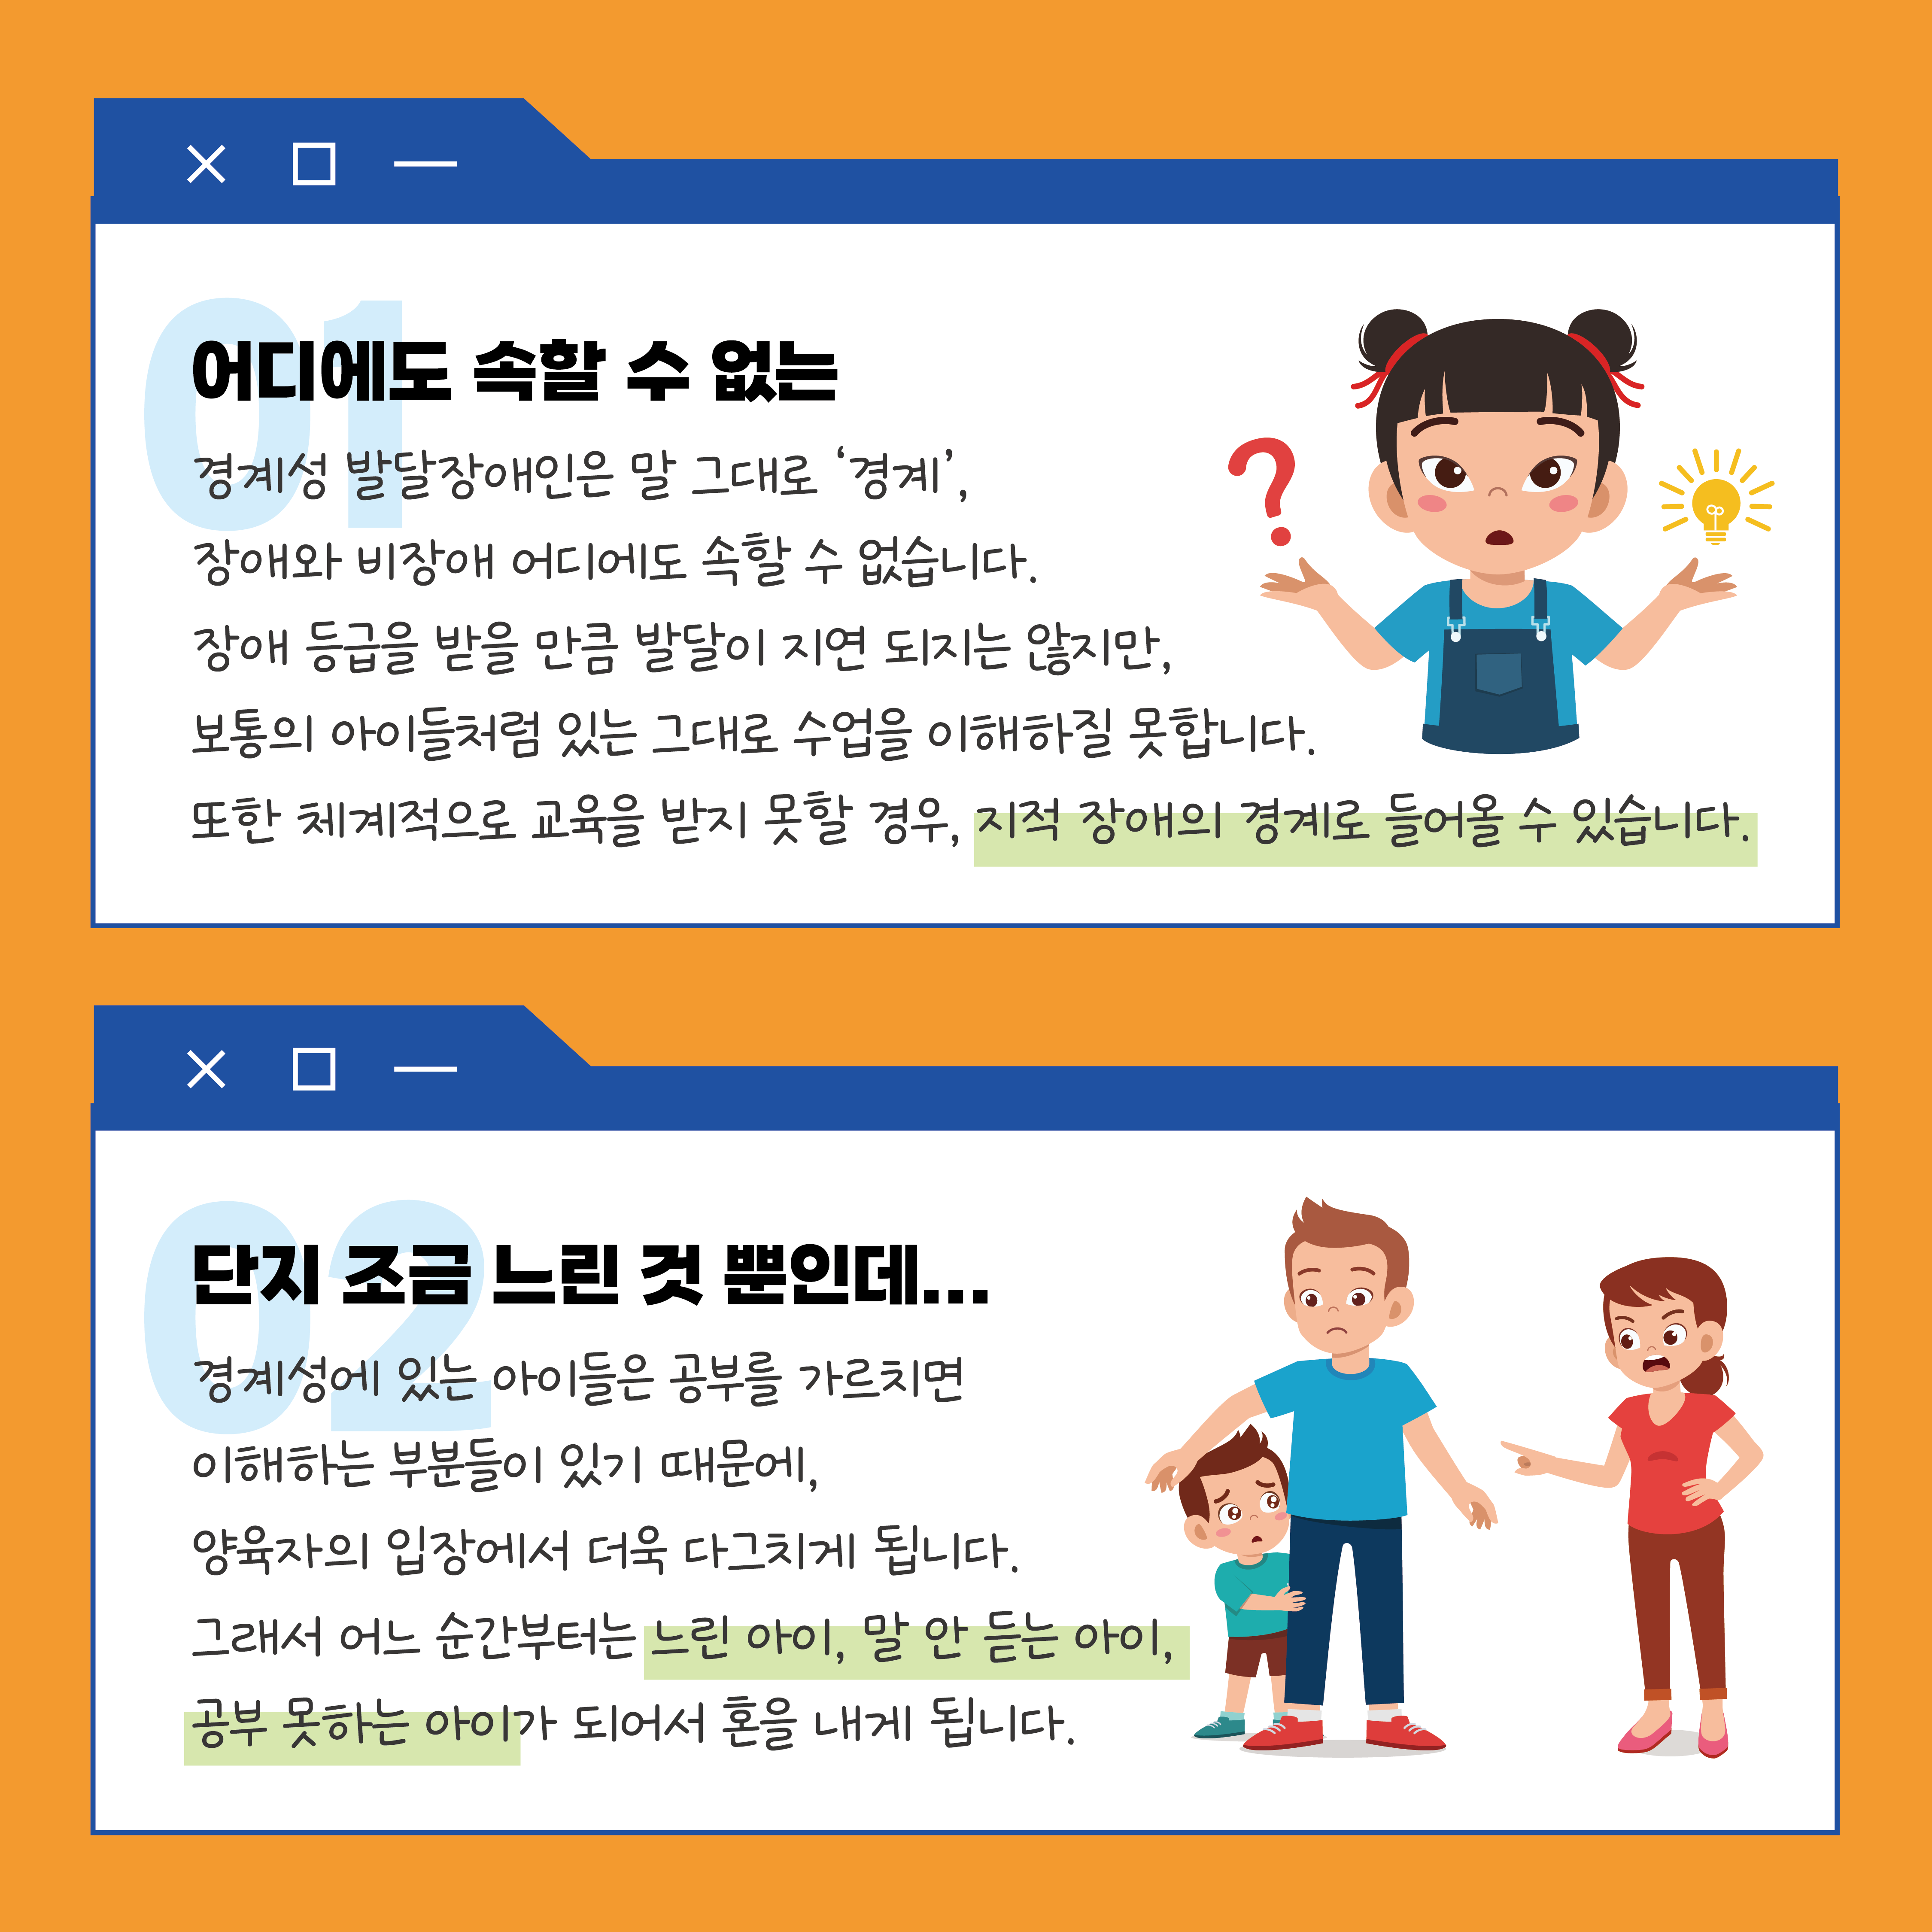 01
어디에도 속할 수 없는
경계성 발달장애인은 말 그대로 ‘경계’,
장애와 비장애 어디에도 속할 수 없습니다.
장애 등급을 받을 만큼 발달이 지연 되지는 않지만,
보통의 아이들처럼 있는 그대로 수업을 이해하질 못합니다.
또한 체계적으로 교육을 받지 못할 경우, 지적 장애의 경계로 들어올 수 있습니다.
02
단지 조금 느린 것 뿐인데...
경계성에 있는 아이들은 공부를 가르치면
이해하는 부분들이 있기 때문에,
양육자의 입장에서 더욱 다그치게 됩니다.
그래서 어느 순간부터는 느린 아이, 말 안 듣는 아이,
공부 못하는 아이가 되어서 혼을 내게 됩니다.